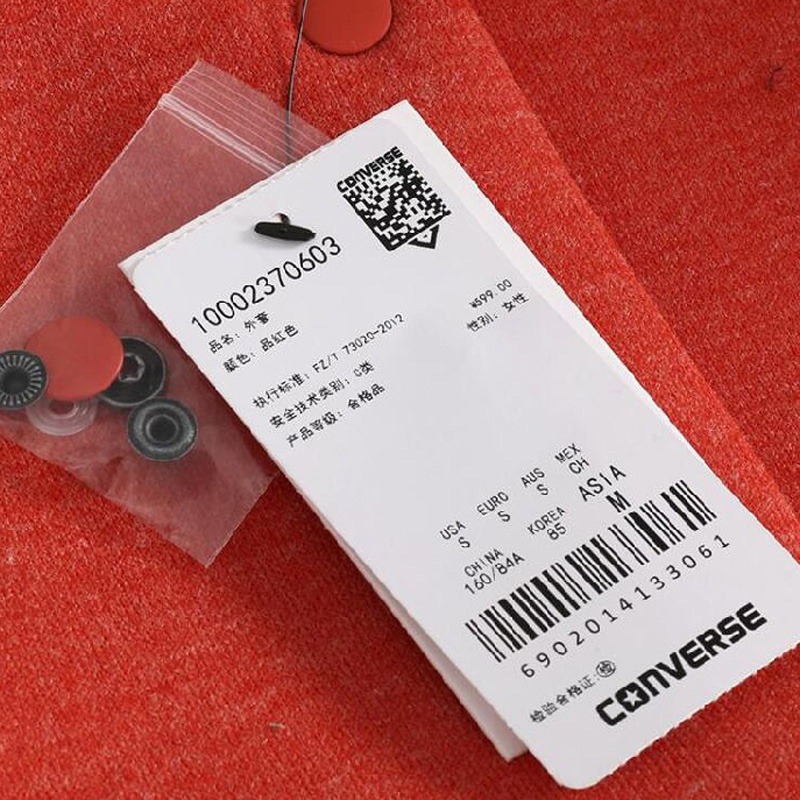 CONVERSE
10002370603
品名: 外套
¥599.00
颜色: 品红色
性别: 女性
执行标准: FZ/T 73020-2012
安全技术类别: C类
产品等级: 合格品
USA EURO AUS MEX
S S S CH
CHINA KOREA ASIA
160/84A 85 M
6902014133061
检验合格证: 检
CONVERSE